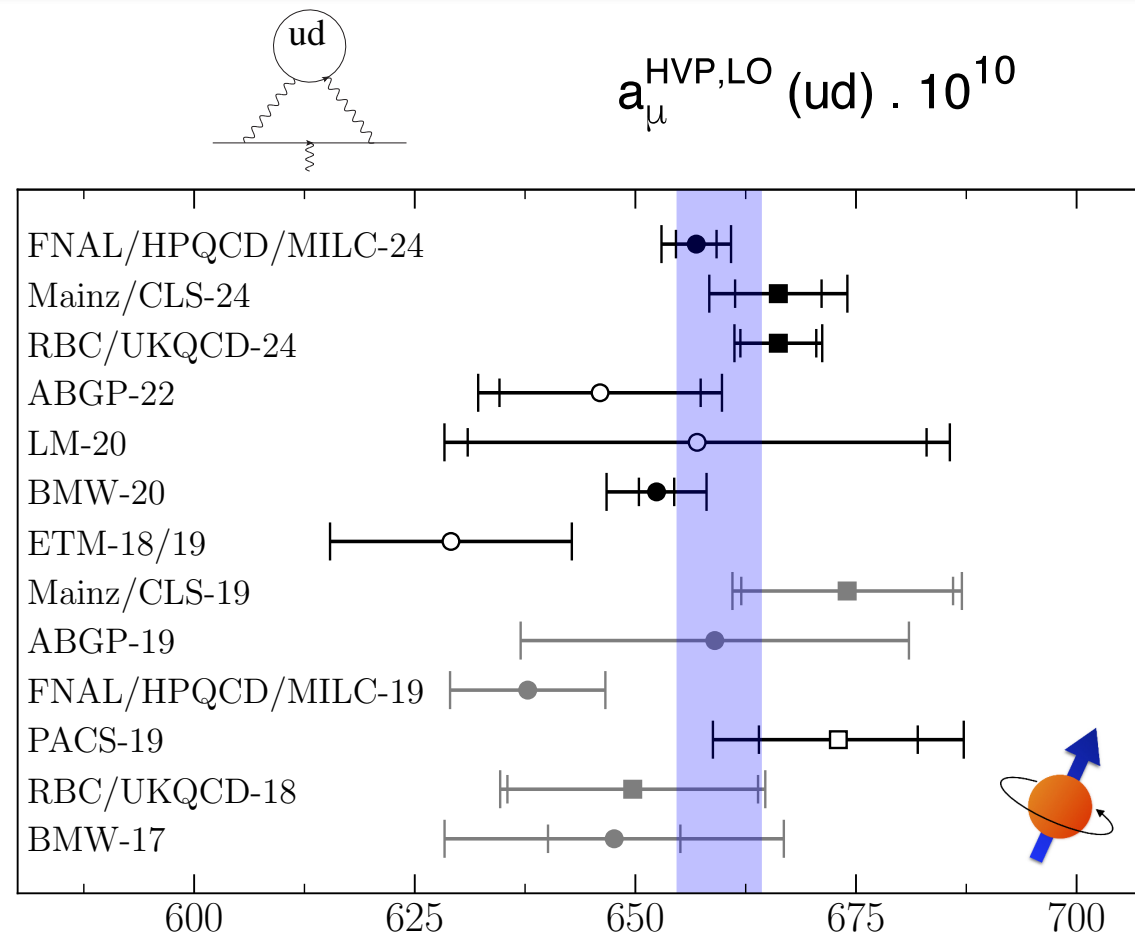 ud
a_μ^HVP,LO (ud) . 10^10
FNAL/HPQCD/MILC-24
Mainz/CLS-24
RBC/UKQCD-24
ABGP-22
LM-20
BMW-20
ETM-18/19
Mainz/CLS-19
ABGP-19
FNAL/HPQCD/MILC-19
PACS-19
RBC/UKQCD-18
BMW-17
600 625 650 675 700